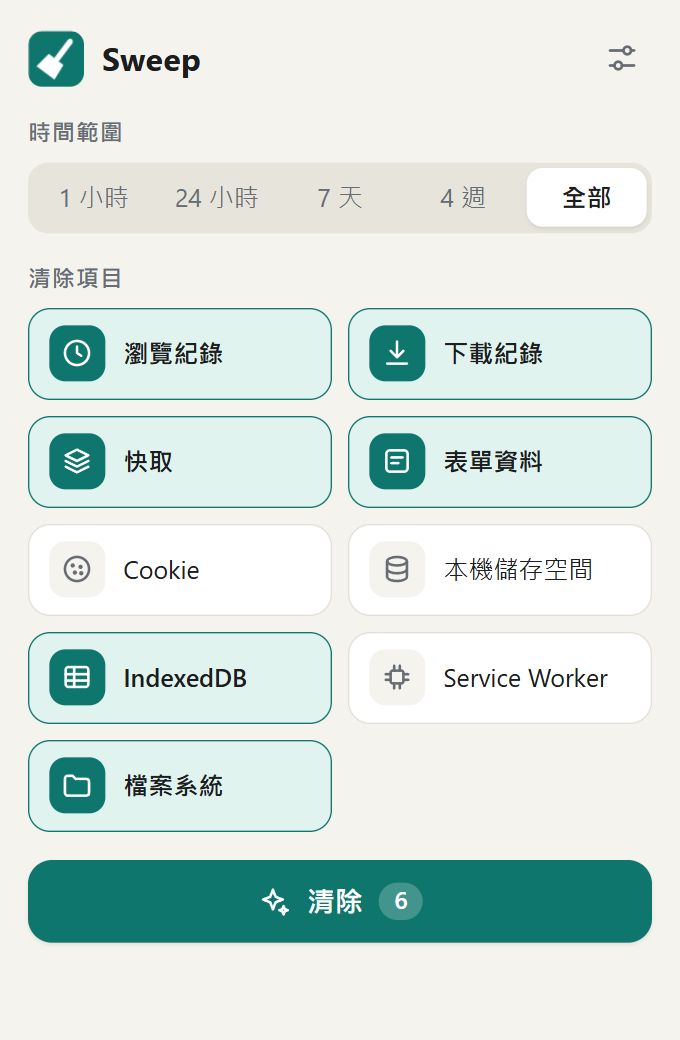 Sweep
時間範圍
1 小時 24 小時 7 天 4 週 全部
清除項目
瀏覽紀錄 下載紀錄
快取 表單資料
Cookie 本機儲存空間
IndexedDB Service Worker
檔案系統
清除 6